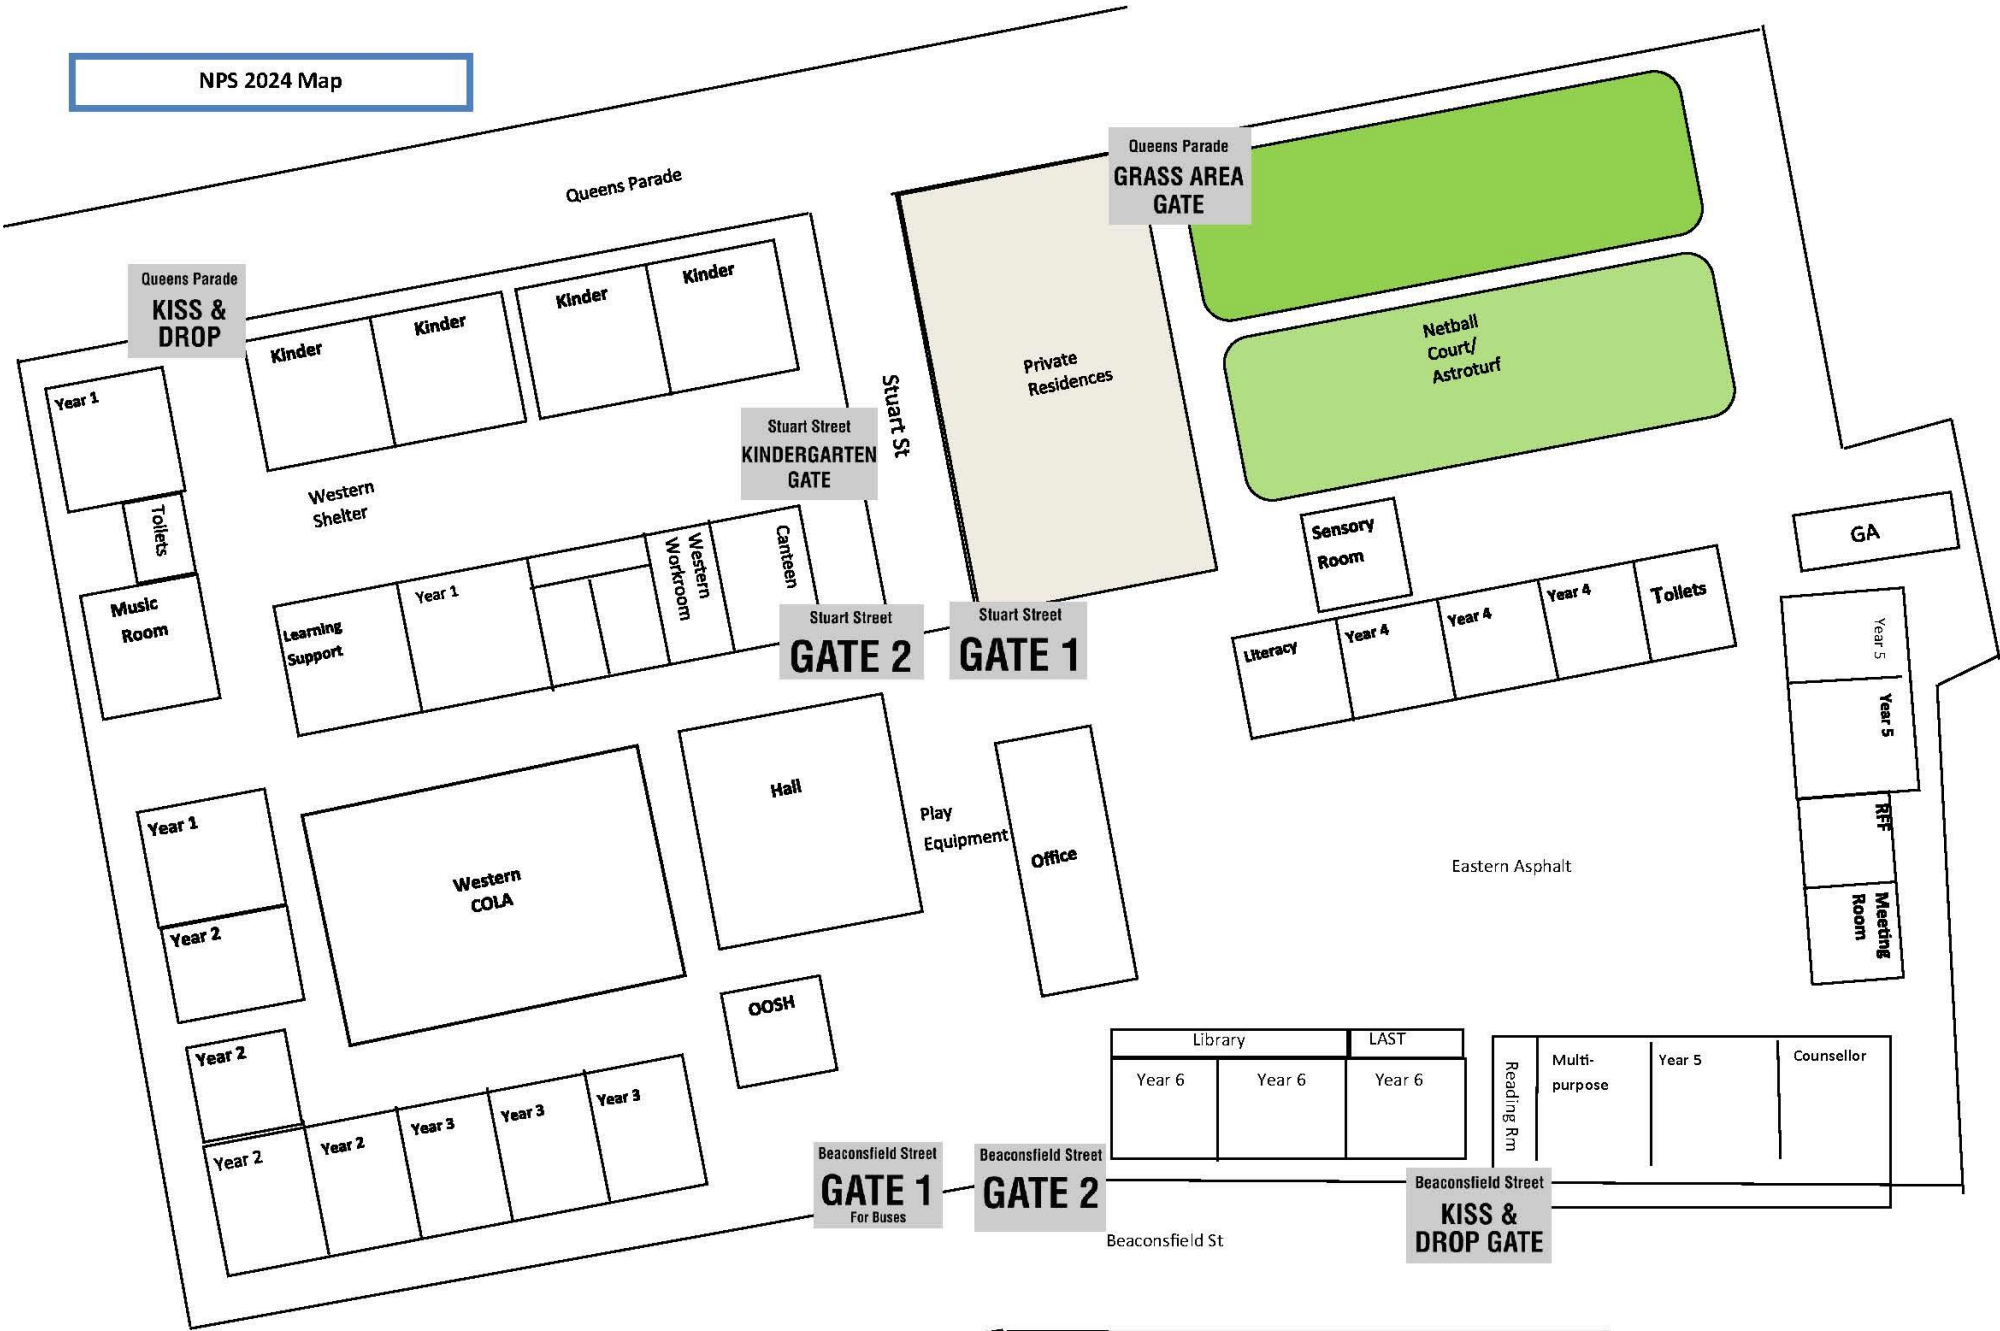 NPS 2024 Map
Queens Parade
Queens Parade
GRASS AREA
GATE
Queens Parade
KISS &
DROP
Kinder
Kinder
Kinder
Kinder
Year 1
Toilets
Music
Room
Western
Shelter
Stuart Street
KINDERGARTEN
GATE
Stuart St
Private
Residences
Netball
Court/
Astroturf
Learning
Support
Year 1
Western
Workroom
Canteen
Stuart Street
GATE 2
Stuart Street
GATE 1
Sensory
Room
GA
Literacy
Year 4
Year 4
Year 4
Toilets
Year 5
Year 5
RFF
Meeting
Room
Year 1
Year 2
Western
COLA
Hall
Play
Equipment
Office
Eastern Asphalt
OOSH
Year 2
Year 2
Year 2
Year 3
Year 3
Year 3
Library
LAST
Year 6
Year 6
Year 6
Reading Rm
Multi-
purpose
Year 5
Counsellor
Beaconsfield Street
GATE 1
For Buses
Beaconsfield Street
GATE 2
Beaconsfield Street
KISS &
DROP GATE
Beaconsfield St